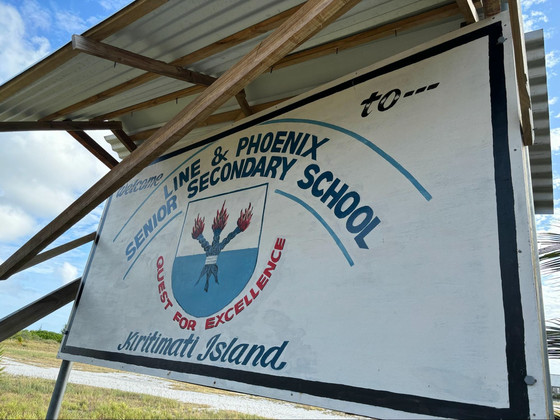 welcome
to---
LINE & PHOENIX
SENIOR SECONDARY SCHOOL
QUEST FOR EXCELLENCE
Kiritimati Island